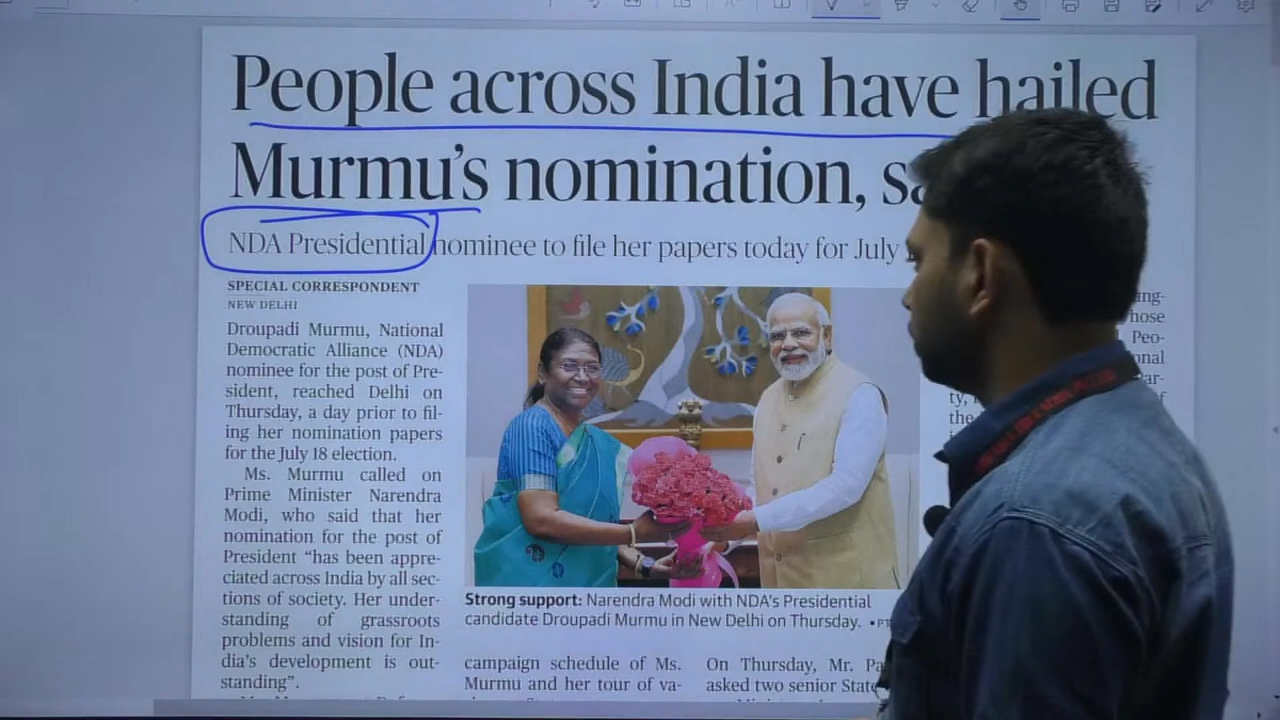 People across India have hailed
Murmu's nomination,
NDA Presidential nominee to file her papers today for July
SPECIAL CORRESPONDENT
NEW DELHI
Droupadi Murmu, National
Democratic Alliance (NDA)
nominee for the post of Pre-
sident, reached Delhi on
Thursday, a day prior to fil-
ing her nomination papers
for the July 18 election.
Ms. Murmu called on
Prime Minister Narendra
Modi, who said that her
nomination for the post of
President "has been appre-
ciated across India by all sec-
tions of society. Her under-
standing of grassroots
problems and vision for In-
dia's development is out-
standing".
Strong support: Narendra Modi with NDA's Presidential
candidate Droupadi Murmu in New Delhi on Thursday.
campaign schedule of Ms.
Murmu and her tour of va-
On Thursday, Mr.
asked two senior State
ty,
the